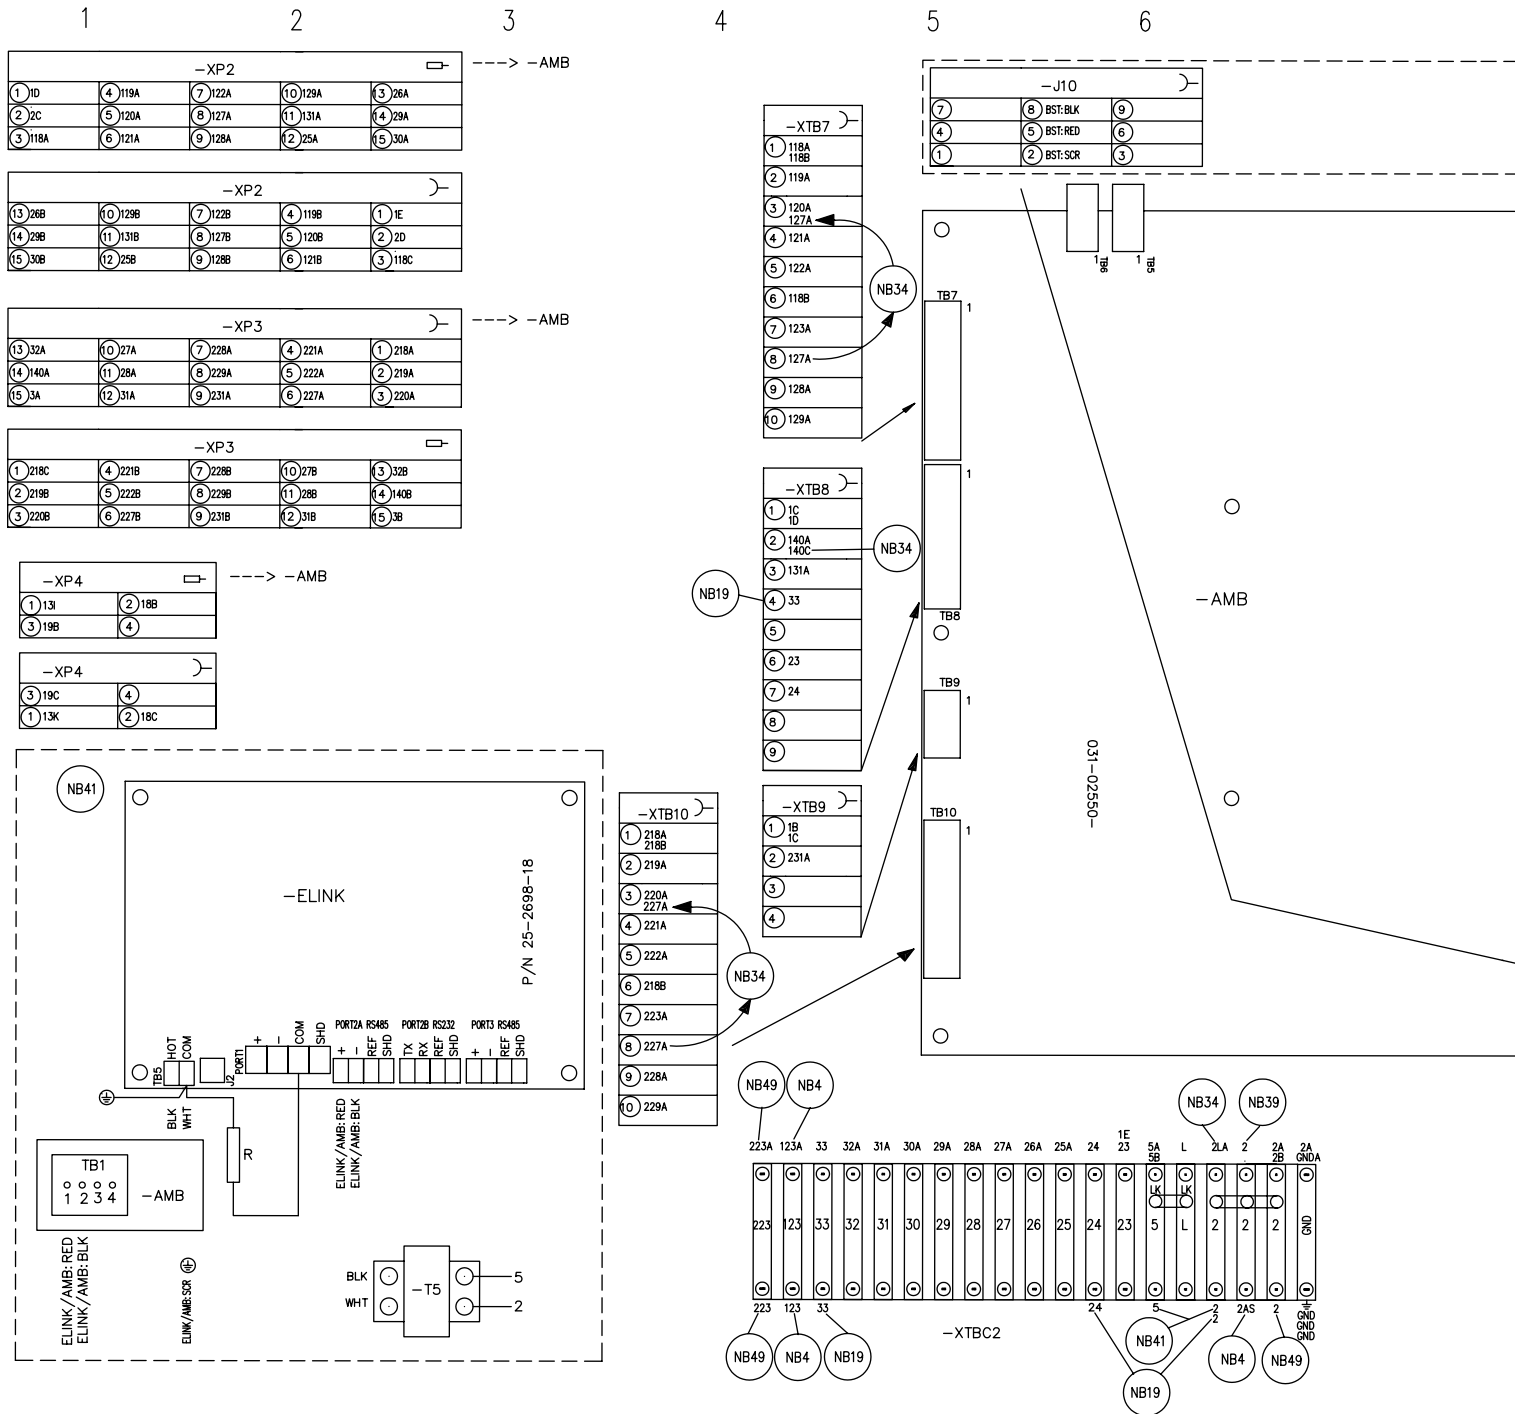 1 2 3 4 5 6
-XP2 ---> -AMB
1 1D 4 119A 7 122A 10 129A 13 26A
2 2C 5 120A 8 127A 11 131A 14 29A
3 118A 6 121A 9 128A 12 25A 15 30A
-XP2
13 26B 10 129B 7 122B 4 119B 1 1E
14 29B 11 131B 8 127B 5 120B 2 2D
15 30B 12 25B 9 128B 6 121B 3 118C
-XP3 ---> -AMB
13 32A 10 27A 7 228A 4 221A 1 218A
14 140A 11 28A 8 229A 5 222A 2 219A
15 3A 12 31A 9 231A 6 227A 3 220A
-XP3
1 218C 4 221B 7 228B 10 27B 13 32B
2 219B 5 222B 8 229B 11 28B 14 140B
3 220B 6 227B 9 231B 12 31B 15 3B
-XP4 ---> -AMB
1 13I 2 18B
3 19B 4
-XP4
3 19C 4
1 13K 2 18C
-XTB7
1 118A
118B
2 119A
3 120A
127A
4 121A
5 122A
6 118B
7 123A
8 127A
9 128A
10 129A
NB34
-XTB8
1 1C
1D
2 140A
140C
3 131A
4 33
5
6 23
7 24
8
9
NB34
NB19
-XTB9
1 1B
1C
2 231A
3
4
-XTB10
1 218A
218B
2 219A
3 220A
227A
4 221A
5 222A
6 218B
7 223A
8 227A
9 228A
10 229A
NB34
-J10
7 8 BST:BLK 9
4 5 BST:RED 6
1 2 BST:SCR 3
1 TB6
1 TB5
TB7 1
1
TB8
TB9 1
TB10 1
-AMB
031-02550-
NB41
-ELINK
P/N 25-2698-18
PORT2A RS485 PORT2B RS232 PORT3 RS485
HOT COM
TB5
J2
PORT1
+ - COM SHD
+ - REF SHD
TX RX REF SHD
+ - REF SHD
BLK
WHT
R
ELINK/AMB:RED
ELINK/AMB:BLK
TB1
1 2 3 4
-AMB
ELINK/AMB:RED
ELINK/AMB:BLK
ELINK/AMB:SCR
BLK -T5 5
WHT 2
NB49 NB4 NB34 NB39
1E
223A 123A 33 32A 31A 30A 29A 28A 27A 26A 25A 24 23 5A L 2LA 2 2A 2A
5B 2B GNDA
LK LK
223 123 33 32 31 30 29 28 27 26 25 24 23 5 L 2 2 2 GND
223 123 33 24 5 2 2AS 2 GND
2 GND
GND
-XTBC2
NB49 NB4 NB19 NB41 NB4 NB49
NB19